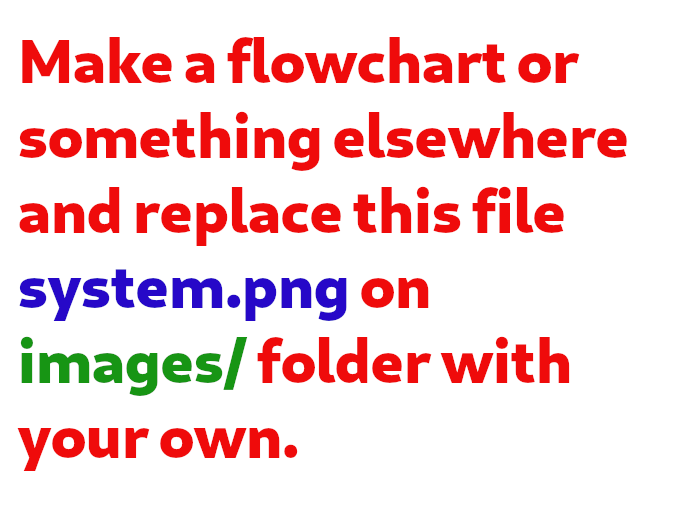 Make a flowchart or
something elsewhere
and replace this file
system.png on
images/ folder with
your own.